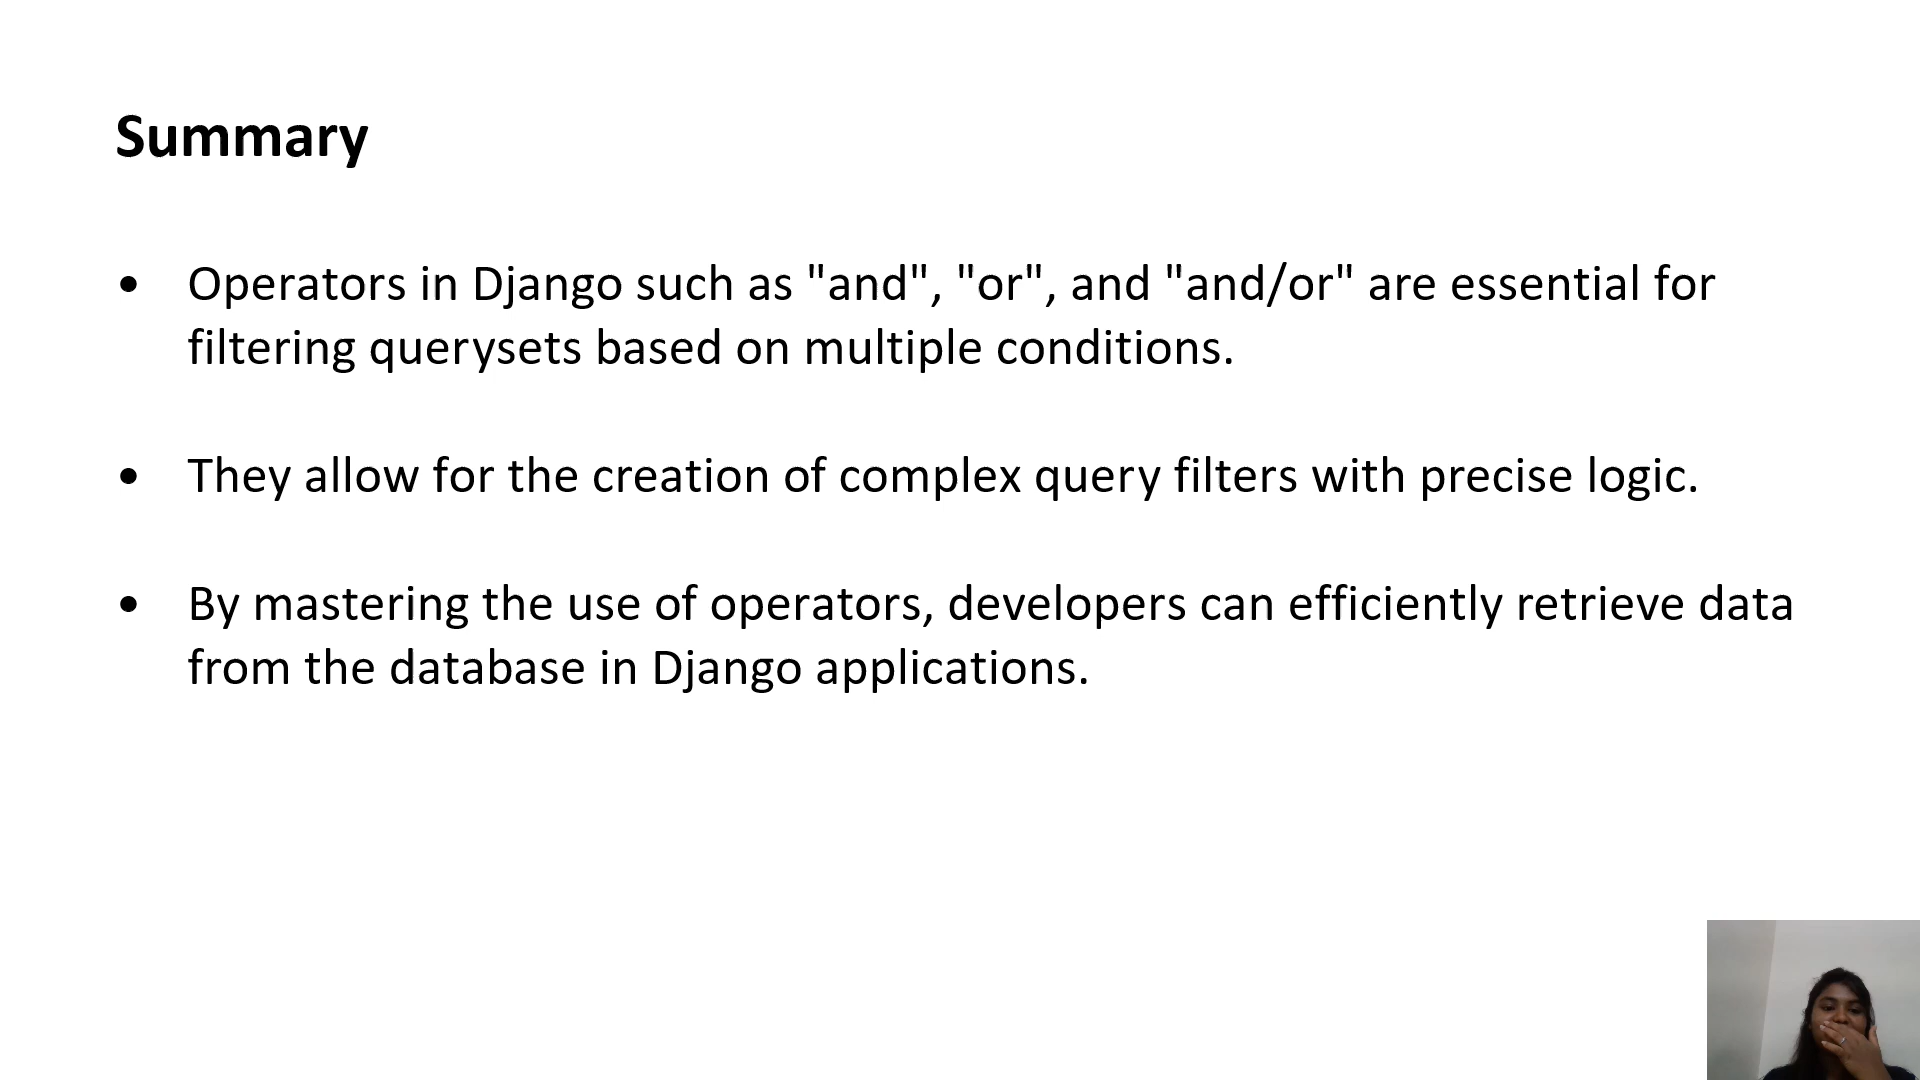 Summary
• Operators in Django such as "and", "or", and "and/or" are essential for
filtering querysets based on multiple conditions.
• They allow for the creation of complex query filters with precise logic.
• By mastering the use of operators, developers can efficiently retrieve data
from the database in Django applications.